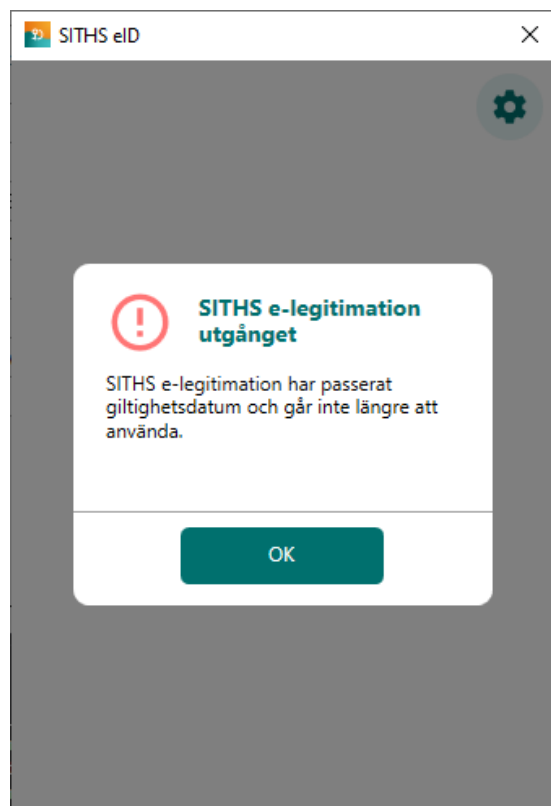 SITHS eID
SITHS e-legitimation
utgånget
SITHS e-legitimation har passerat
giltighetsdatum och går inte längre att
använda.
OK